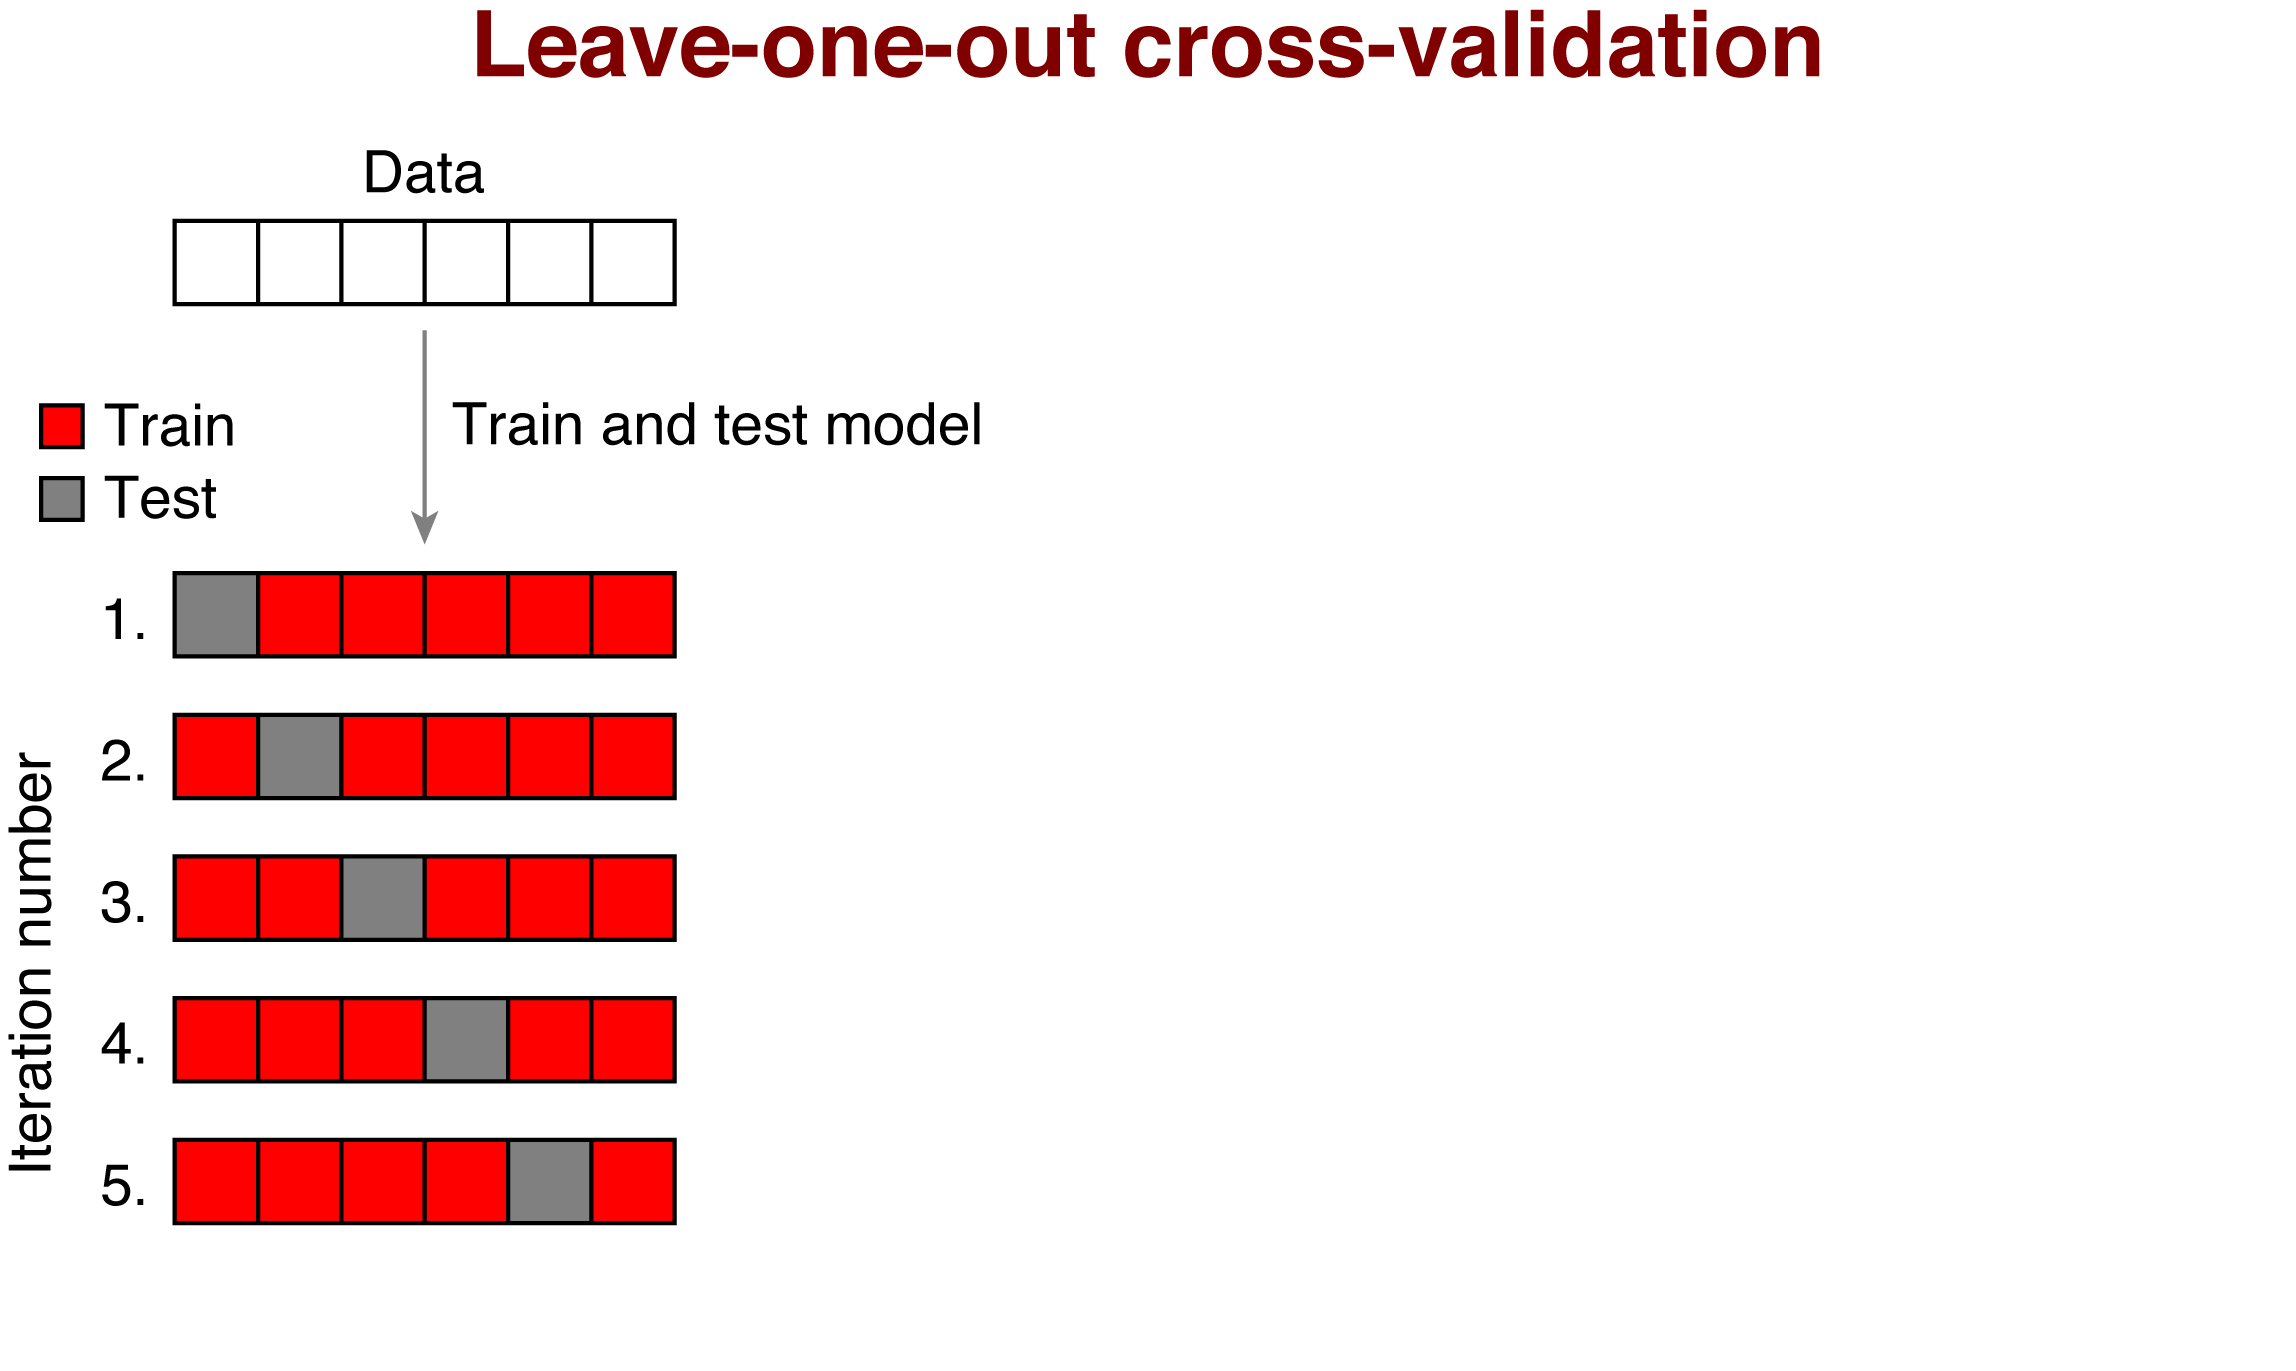 Leave-one-out cross-validation
Data
Train
Test
Train and test model
Iteration number
1.
2.
3.
4.
5.